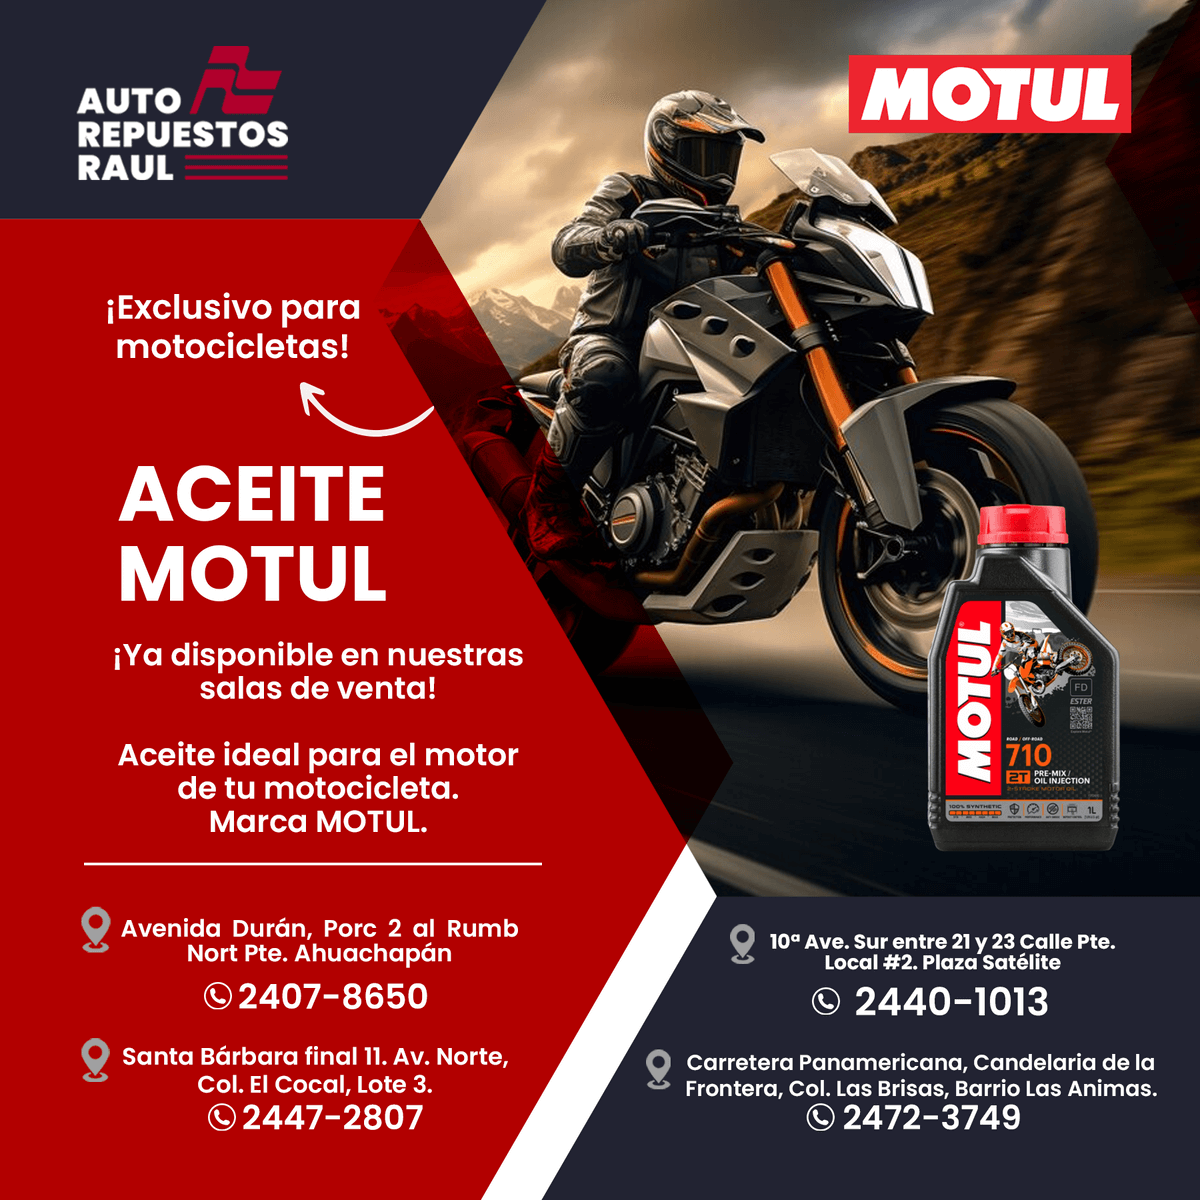 AUTO
REPUESTOS
RAUL
MOTUL
¡Exclusivo para
motocicletas!
ACEITE
MOTUL
¡Ya disponible en nuestras
salas de venta!
Aceite ideal para el motor
de tu motocicleta.
Marca MOTUL.
MOTUL
FD
ESTER
ROAD / OFF-ROAD
710
2T PRE-MIX /
OIL INJECTION
2-STROKE MOTOR OIL
100% SYNTHETIC
1L
Avenida Durán, Porc 2 al Rumb
Nort Pte. Ahuachapán
2407-8650
Santa Bárbara final 11. Av. Norte,
Col. El Cocal, Lote 3.
2447-2807
10ª Ave. Sur entre 21 y 23 Calle Pte.
Local #2. Plaza Satélite
2440-1013
Carretera Panamericana, Candelaria de la
Frontera, Col. Las Brisas, Barrio Las Animas.
2472-3749